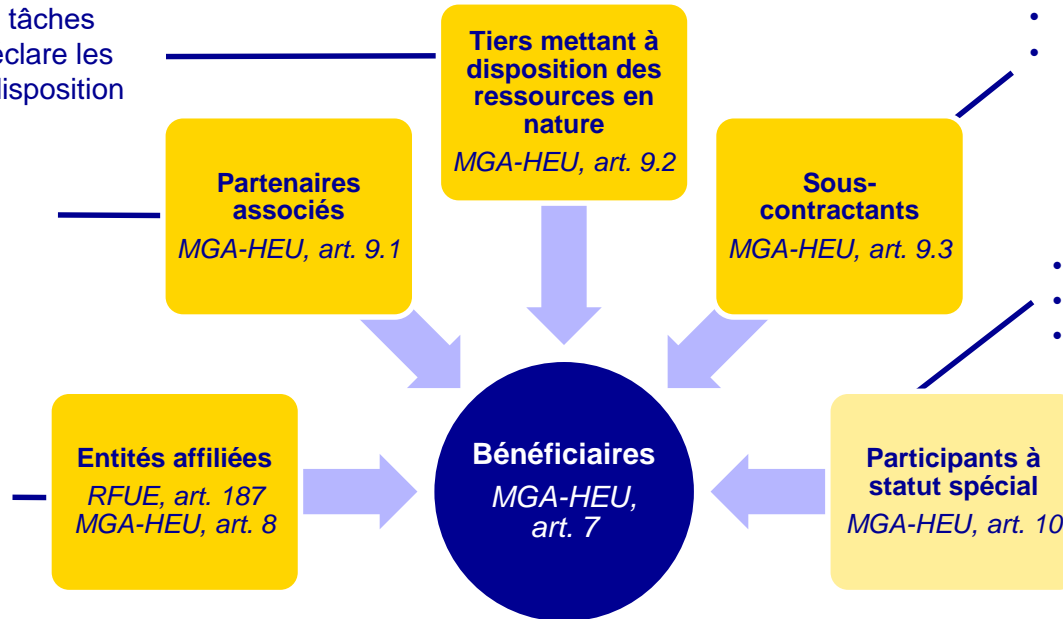 tâches
clare les
disposition
Tiers mettant à
disposition des
ressources en
nature
MGA-HEU, art. 9.2
Partenaires
associés
MGA-HEU, art. 9.1
Sous-
contractants
MGA-HEU, art. 9.3
Entités affiliées
RFUE, art. 187
MGA-HEU, art. 8
Bénéficiaires
MGA-HEU,
art. 7
Participants à
statut spécial
MGA-HEU, art. 10